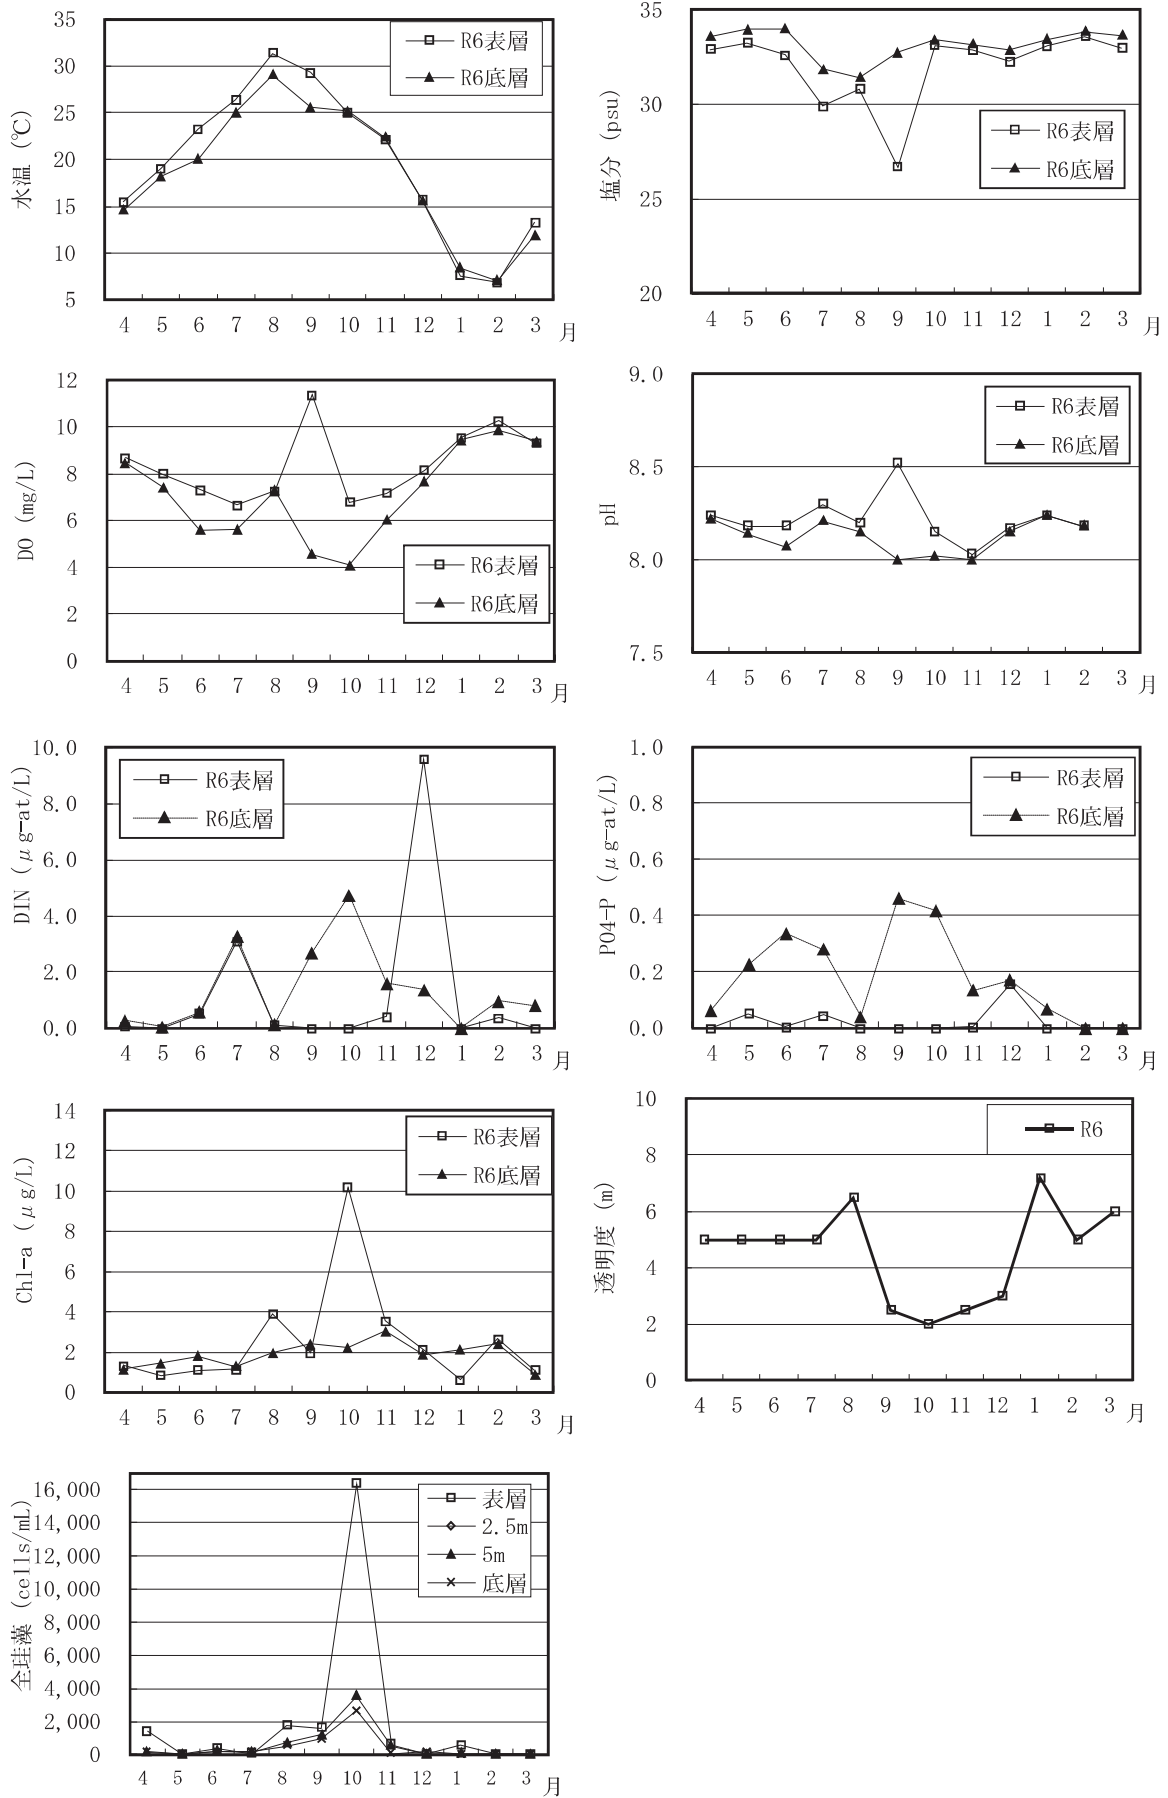 水温 (℃)
35
30
25
20
15
10
5
R6表層
R6底層
4 5 6 7 8 9 10 11 12 1 2 3 月
塩分 (psu)
35
30
25
20
R6表層
R6底層
4 5 6 7 8 9 10 11 12 1 2 3 月
DO (mg/L)
12
10
8
6
4
2
0
R6表層
R6底層
4 5 6 7 8 9 10 11 12 1 2 3 月
pH
9.0
8.5
8.0
7.5
R6表層
R6底層
4 5 6 7 8 9 10 11 12 1 2 3 月
DIN (μg-at/L)
10.0
8.0
6.0
4.0
2.0
0.0
R6表層
R6底層
4 5 6 7 8 9 10 11 12 1 2 3 月
PO4-P (μg-at/L)
1.0
0.8
0.6
0.4
0.2
0.0
R6表層
R6底層
4 5 6 7 8 9 10 11 12 1 2 3 月
Chl-a (μg/L)
14
12
10
8
6
4
2
0
R6表層
R6底層
4 5 6 7 8 9 10 11 12 1 2 3 月
透明度 (m)
10
8
6
4
2
0
R6
4 5 6 7 8 9 10 11 12 1 2 3 月
全珪藻 (cells/mL)
16,000
14,000
12,000
10,000
8,000
6,000
4,000
2,000
0
表層
2.5m
5m
底層
4 5 6 7 8 9 10 11 12 1 2 3 月